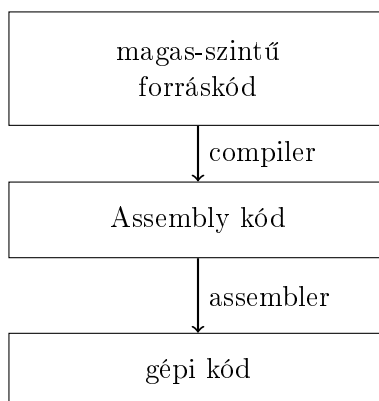 magas-szintű
forráskód
compiler
Assembly kód
assembler
gépi kód